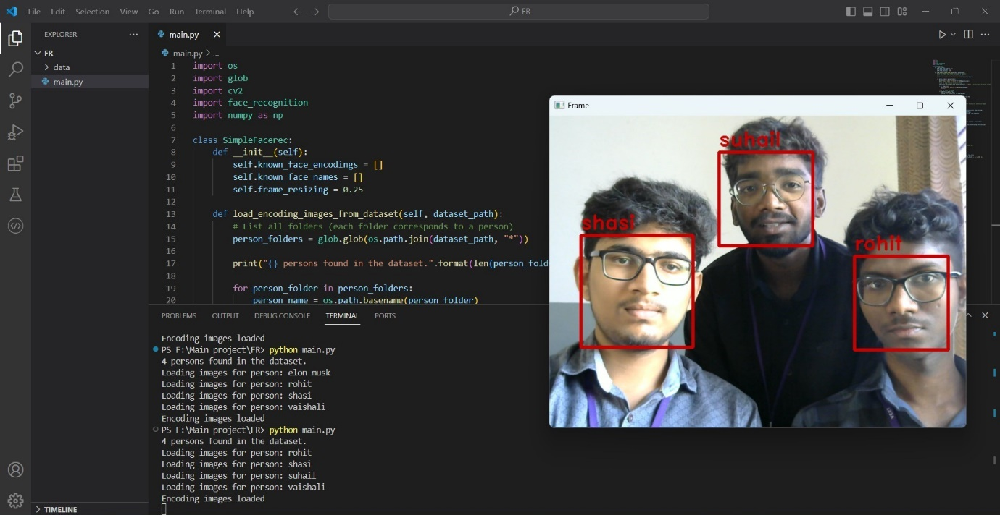 File Edit Selection View Go Run Terminal Help
FR
EXPLORER
FR
data
main.py
TIMELINE
main.py
main.py > ...
1 import os
2 import glob
3 import cv2
4 import face_recognition
5 import numpy as np
6
7 class SimpleFacerec:
8 def __init__(self):
9 self.known_face_encodings = []
10 self.known_face_names = []
11 self.frame_resizing = 0.25
12
13 def load_encoding_images_from_dataset(self, dataset_path):
14 # List all folders (each folder corresponds to a person)
15 person_folders = glob.glob(os.path.join(dataset_path, "*"))
16
17 print("{} persons found in the dataset.".format(len(person_fold
18
19 for person_folder in person_folders:
20 person_name = os.path.basename(person_folder)
PROBLEMS OUTPUT DEBUG CONSOLE TERMINAL PORTS
Encoding images loaded
PS F:\Main project\FR> python main.py
4 persons found in the dataset.
Loading images for person: elon musk
Loading images for person: rohit
Loading images for person: shasi
Loading images for person: vaishali
Encoding images loaded
PS F:\Main project\FR> python main.py
4 persons found in the dataset.
Loading images for person: rohit
Loading images for person: shasi
Loading images for person: suhail
Loading images for person: vaishali
Encoding images loaded
Frame
suhail
shasi
rohit